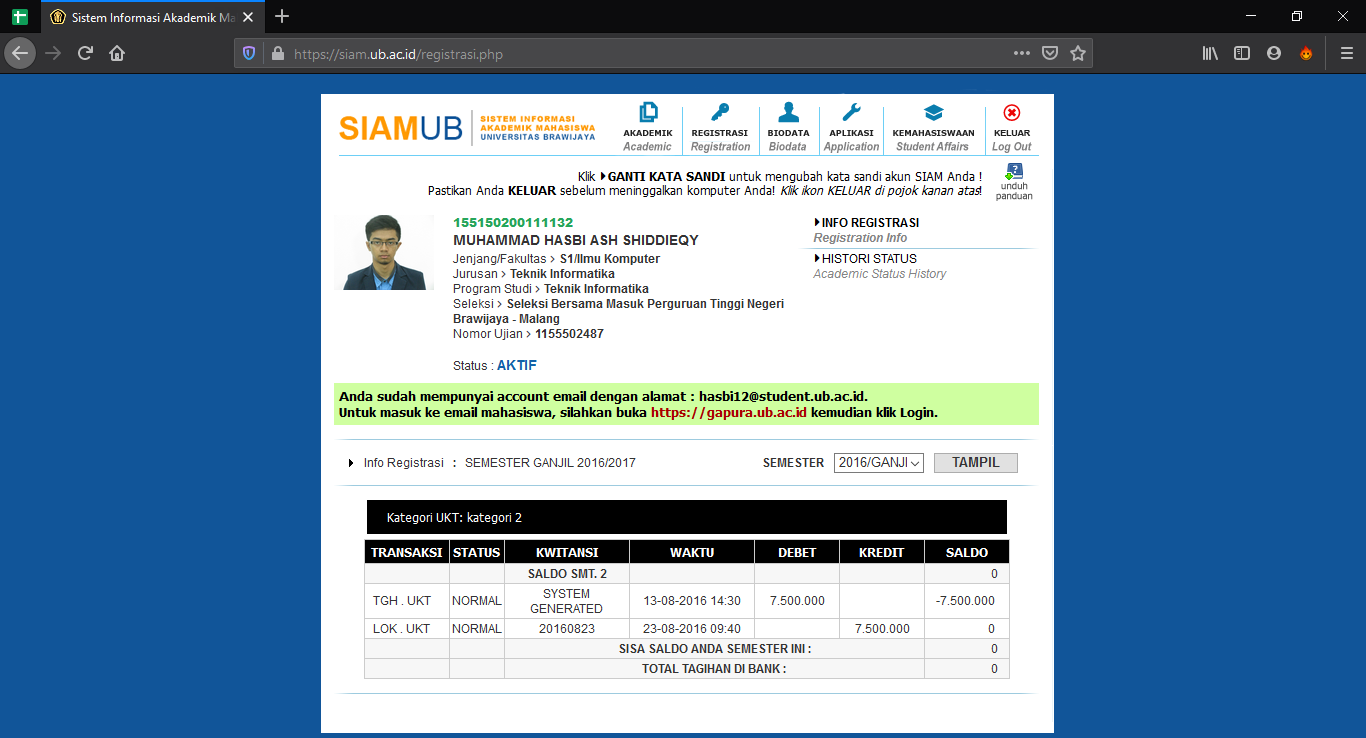 Sistem Informasi Akademik Ma
https://siam.ub.ac.id/registrasi.php
SIAMUB
SISTEM INFORMASI
AKADEMIK MAHASISWA
UNIVERSITAS BRAWIJAYA
AKADEMIK
Academic
REGISTRASI
Registration
BIODATA
Biodata
APLIKASI
Application
KEMAHASISWAAN
Student Affairs
KELUAR
Log Out
Klik GANTI KATA SANDI untuk mengubah kata sandi akun SIAM Anda !
Pastikan Anda KELUAR sebelum meninggalkan komputer Anda! Klik ikon KELUAR di pojok kanan atas!
unduh
panduan
155150200111132
MUHAMMAD HASBI ASH SHIDDIEQY
Jenjang/Fakultas > S1/Ilmu Komputer
Jurusan > Teknik Informatika
Program Studi > Teknik Informatika
Seleksi > Seleksi Bersama Masuk Perguruan Tinggi Negeri
Brawijaya - Malang
Nomor Ujian > 1155502487
Status : AKTIF
INFO REGISTRASI
Registration Info
HISTORI STATUS
Academic Status History
Anda sudah mempunyai account email dengan alamat : hasbi12@student.ub.ac.id.
Untuk masuk ke email mahasiswa, silahkan buka https://gapura.ub.ac.id kemudian klik Login.
Info Registrasi : SEMESTER GANJIL 2016/2017 SEMESTER 2016/GANJI TAMPIL
Kategori UKT: kategori 2
TRANSAKSI STATUS KWITANSI WAKTU DEBET KREDIT SALDO
SALDO SMT. 2 0
TGH . UKT NORMAL SYSTEM GENERATED 13-08-2016 14:30 7.500.000 -7.500.000
LOK . UKT NORMAL 20160823 23-08-2016 09:40 7.500.000 0
SISA SALDO ANDA SEMESTER INI : 0
TOTAL TAGIHAN DI BANK : 0